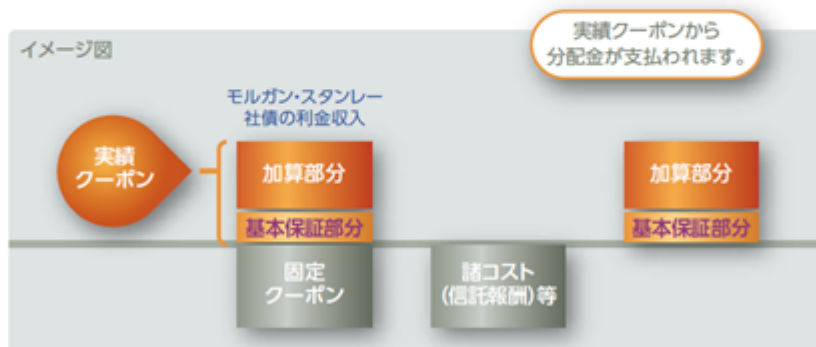 実績クーポンから
分配金が支払われます。
イメージ図
モルガン・スタンレー
社債の利金収入
実績
クーポン
加算部分
加算部分
基本保証部分
基本保証部分
固定
クーポン
諸コスト
(信託報酬)等